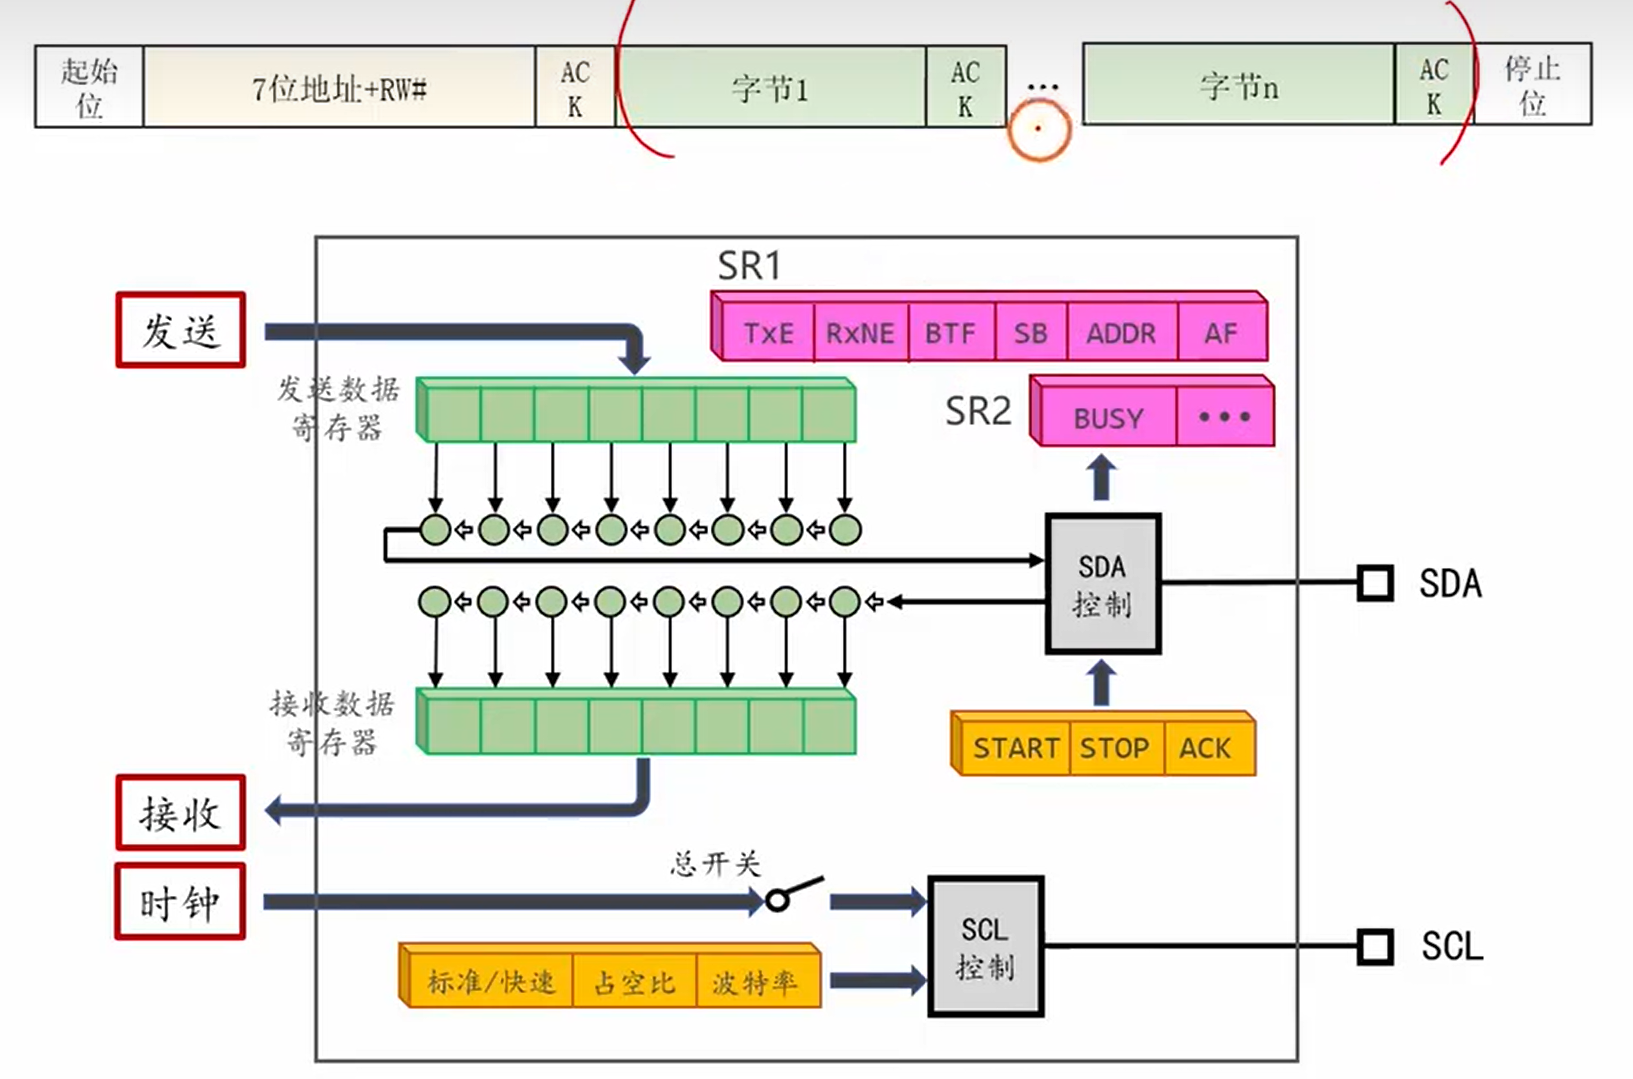 起始
位
7位地址+RW#
AC
K
字节1
AC
K
...
字节n
AC
K
停止
位
SR1
TxE RxNE BTF SB ADDR AF
发送
发送数据
寄存器
SR2
BUSY •••
SDA
控制
SDA
接收数据
寄存器
START STOP ACK
接收
总开关
时钟
SCL
控制
SCL
标准/快速 占空比 波特率